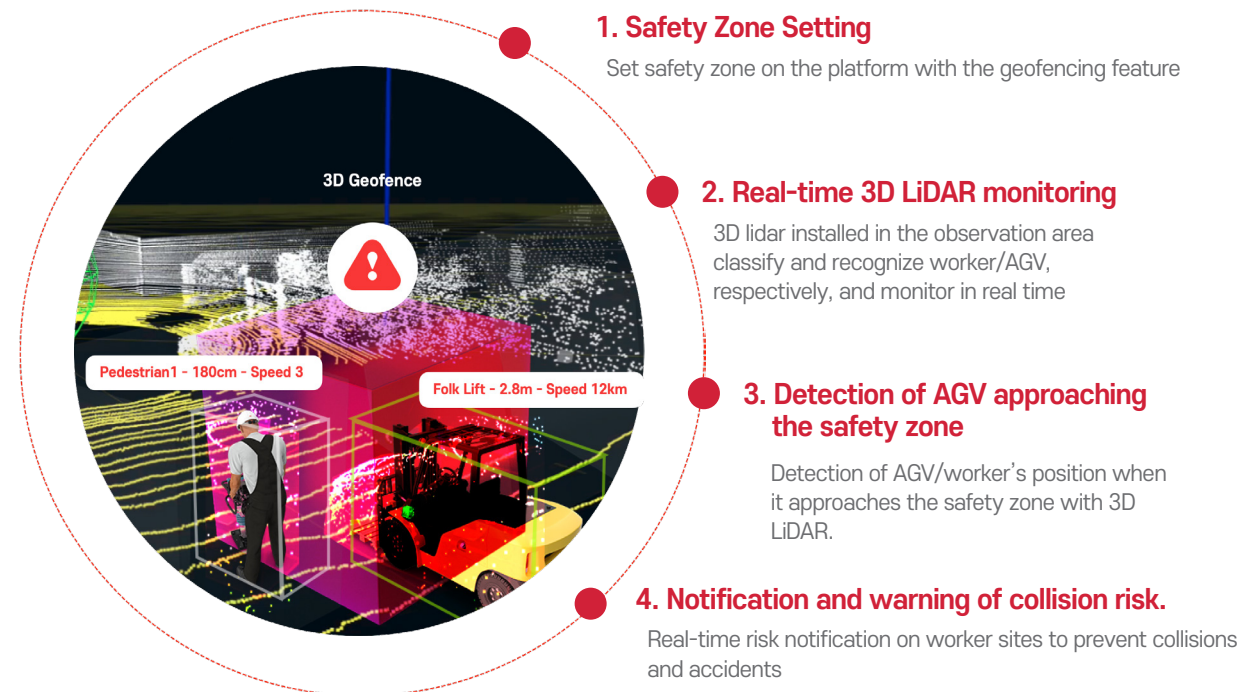 1. Safety Zone Setting
Set safety zone on the platform with the geofencing feature
3D Geofence
2. Real-time 3D LiDAR monitoring
3D lidar installed in the observation area
classify and recognize worker/AGV,
respectively, and monitor in real time
Pedestrian1 - 180cm - Speed 3
Folk Lift - 2.8m - Speed 12km
3. Detection of AGV approaching
the safety zone
Detection of AGV/worker's position when
it approaches the safety zone with 3D
LiDAR.
4. Notification and warning of collision risk.
Real-time risk notification on worker sites to prevent collisions
and accidents